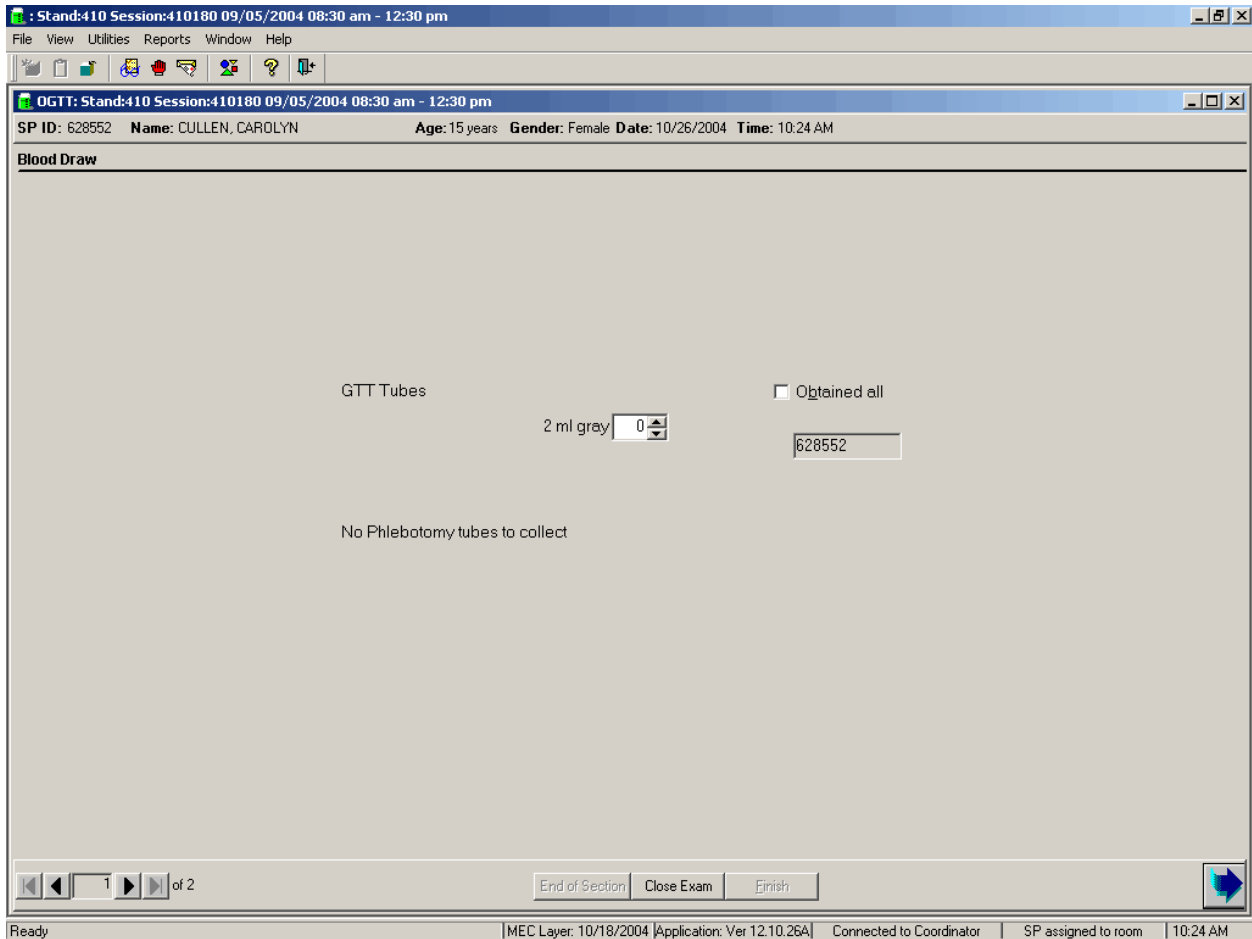 : Stand:410 Session:410180 09/05/2004 08:30 am - 12:30 pm
File View Utilities Reports Window Help
OGTT: Stand:410 Session:410180 09/05/2004 08:30 am - 12:30 pm
SP ID: 628552 Name: CULLEN, CAROLYN Age: 15 years Gender: Female Date: 10/26/2004 Time: 10:24 AM
Blood Draw
GTT Tubes Obtained all
2 ml gray 0
628552
No Phlebotomy tubes to collect
1 of 2 End of Section Close Exam Finish
Ready MEC Layer: 10/18/2004 Application: Ver 12.10.26A Connected to Coordinator SP assigned to room 10:24 AM